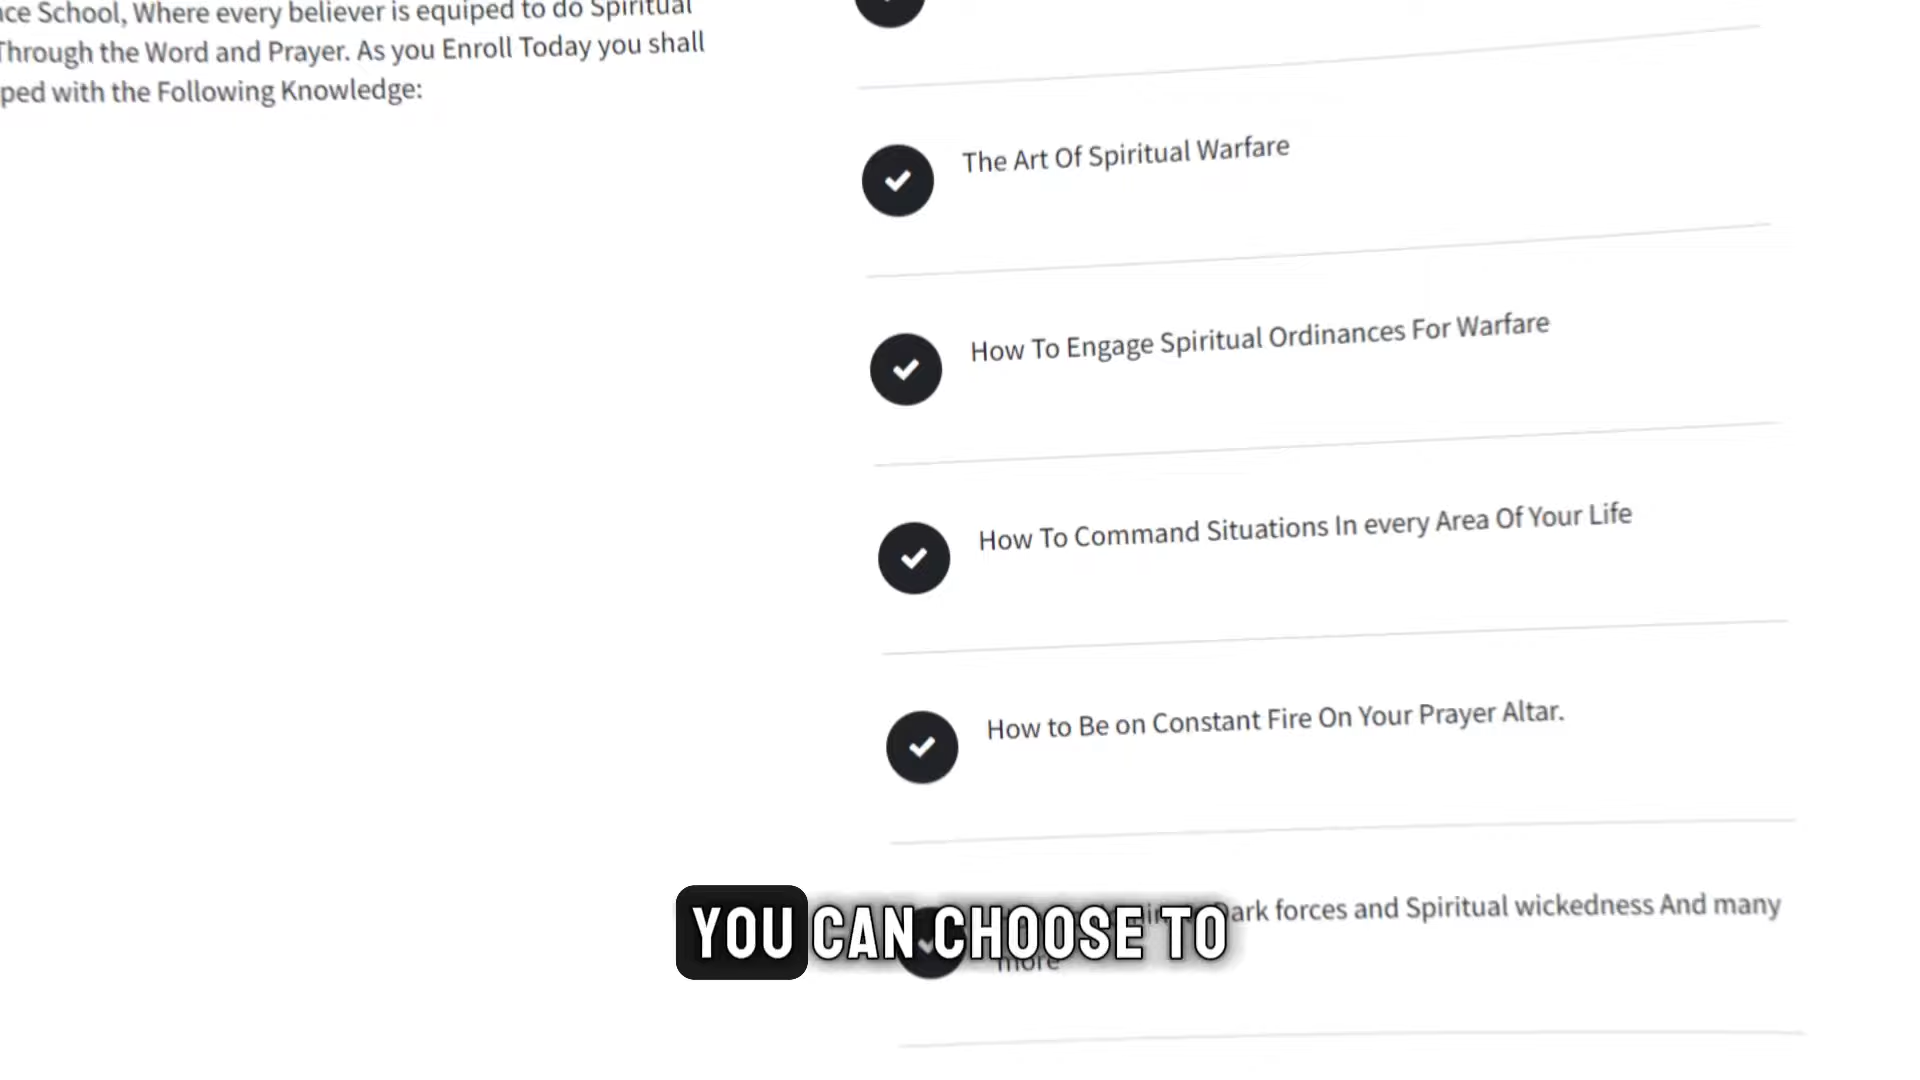 School, Where every believer is equiped to do Spiritual
Through the Word and Prayer. As you Enroll Today you shall
with the Following Knowledge:
The Art Of Spiritual Warfare
How To Engage Spiritual Ordinances For Warfare
How To Command Situations In every Area Of Your Life
How to Be on Constant Fire On Your Prayer Altar.
Dark forces and Spiritual wickedness And many
more
YOU CAN CHOOSE TO